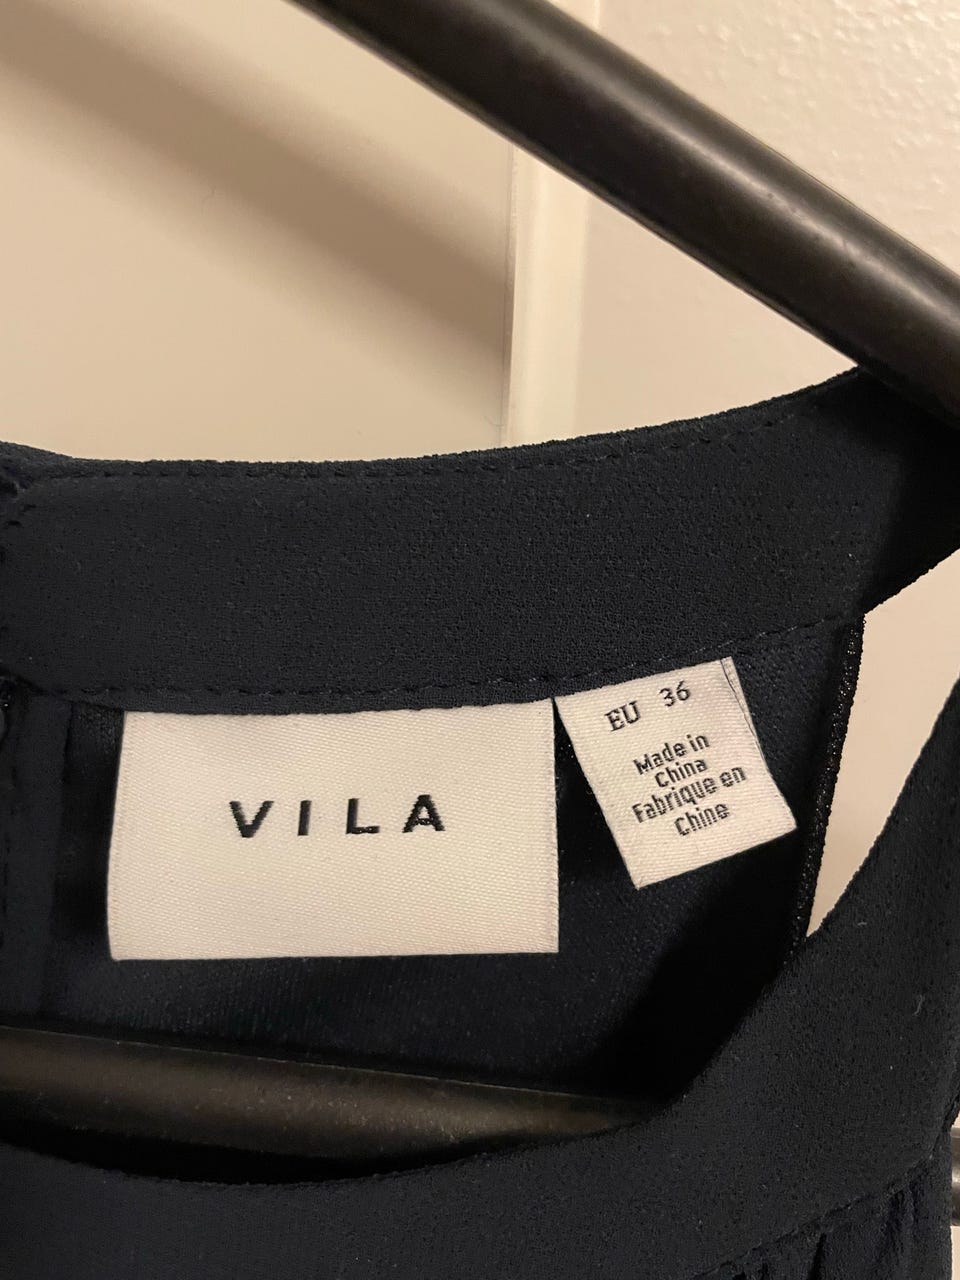 VILA
EU 36
Made in
China
Fabrique en
Chine